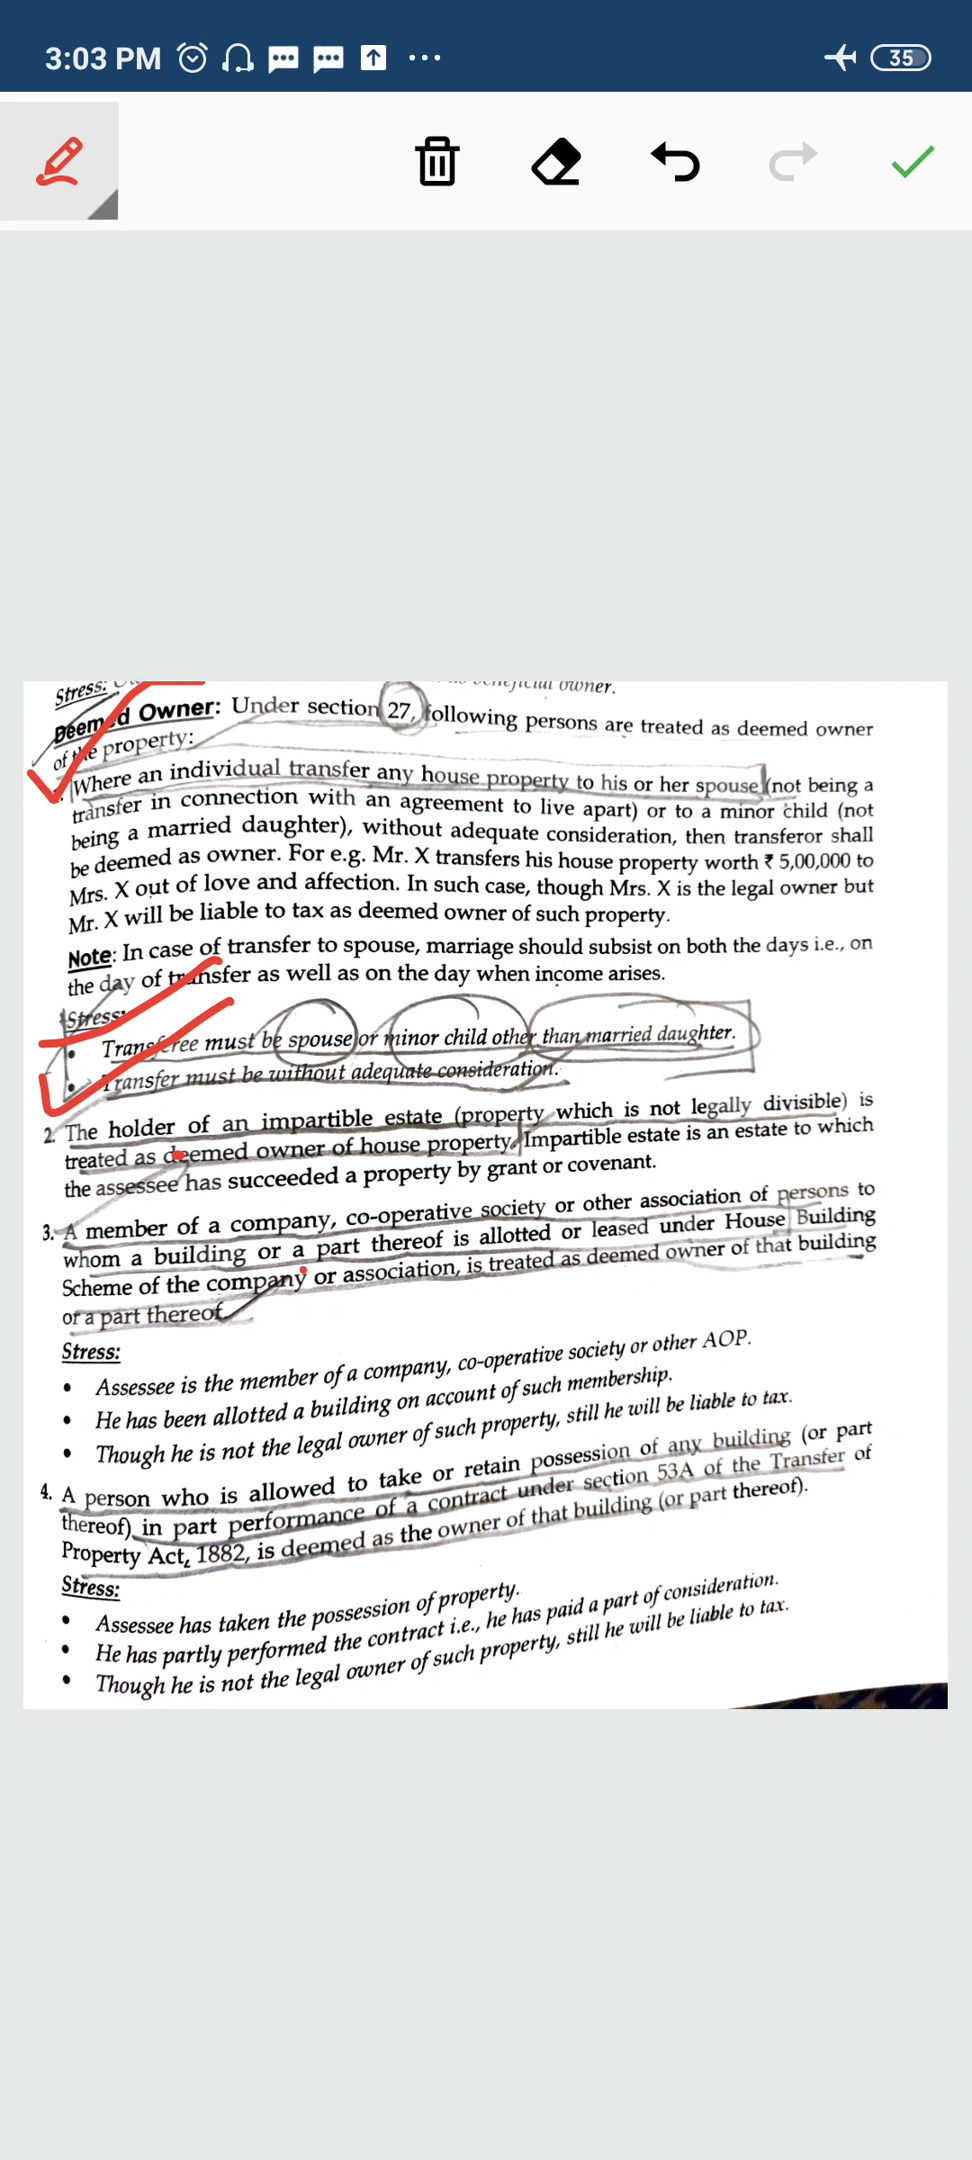 3:03 PM
35
Stress:
beneficial owner.
Deemed Owner: Under section 27, following persons are treated as deemed owner
of the property:
Where an individual transfer any house property to his or her spouse (not being a
transfer in connection with an agreement to live apart) or to a minor child (not
being a married daughter), without adequate consideration, then transferor shall
be deemed as owner. For e.g. Mr. X transfers his house property worth ₹ 5,00,000 to
Mrs. X out of love and affection. In such case, though Mrs. X is the legal owner but
Mr. X will be liable to tax as deemed owner of such property.
Note: In case of transfer to spouse, marriage should subsist on both the days i.e., on
the day of transfer as well as on the day when income arises.
Stress:
• Transferee must be spouse or minor child other than married daughter.
• Transfer must be without adequate consideration.
2. The holder of an impartible estate (property which is not legally divisible) is
treated as deemed owner of house property. Impartible estate is an estate to which
the assessee has succeeded a property by grant or covenant.
3. A member of a company, co-operative society or other association of persons to
whom a building or a part thereof is allotted or leased under House Building
Scheme of the company or association, is treated as deemed owner of that building
or a part thereof.
Stress:
• Assessee is the member of a company, co-operative society or other AOP.
• He has been allotted a building on account of such membership.
• Though he is not the legal owner of such property, still he will be liable to tax.
4. A person who is allowed to take or retain possession of any building (or part
thereof) in part performance of a contract under section 53A of the Transfer of
Property Act, 1882, is deemed as the owner of that building (or part thereof).
Stress:
• Assessee has taken the possession of property.
• He has partly performed the contract i.e., he has paid a part of consideration.
• Though he is not the legal owner of such property, still he will be liable to tax.